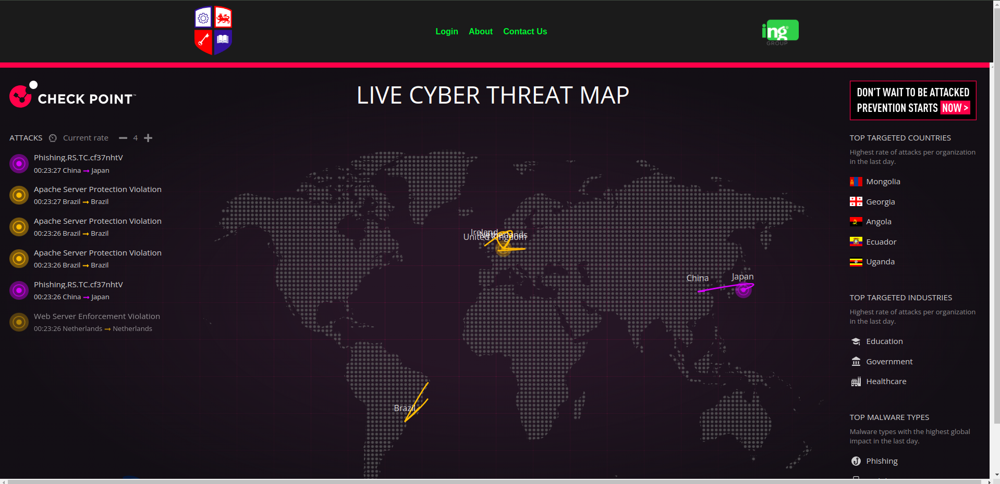 Login About Contact Us
ing
GROUP
CHECK POINT™
LIVE CYBER THREAT MAP
DON'T WAIT TO BE ATTACKED
PREVENTION STARTS NOW >
ATTACKS Current rate 4
Phishing.RS.TC.cf37nhtV
00:23:27 China Japan
Apache Server Protection Violation
00:23:27 Brazil Brazil
Apache Server Protection Violation
00:23:26 Brazil Brazil
Apache Server Protection Violation
00:23:26 Brazil Brazil
Phishing.RS.TC.cf37nhtV
00:23:26 China Japan
Web Server Enforcement Violation
00:23:26 Netherlands Netherlands
Ireland
Netherlands
United Kingdom
China
Japan
Brazil
TOP TARGETED COUNTRIES
Highest rate of attacks per organization
in the last day.
Mongolia
Georgia
Angola
Ecuador
Uganda
TOP TARGETED INDUSTRIES
Highest rate of attacks per organization
in the last day.
Education
Government
Healthcare
TOP MALWARE TYPES
Malware types with the highest global
impact in the last day.
Phishing